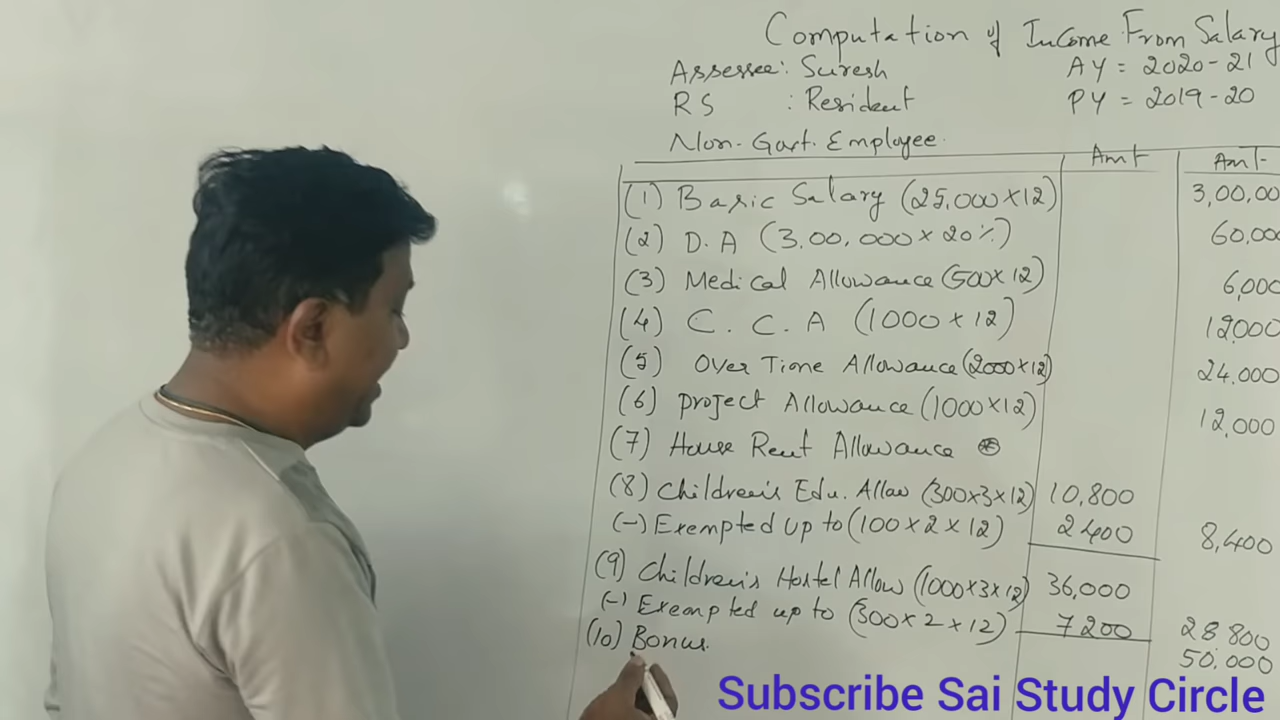 Computation of Income From Salary
Assessee: Suresh AY = 2020-21
RS : Resident PY = 2019-20
Non-Govt. Employee.
Amt Amt
(1) Basic Salary (25,000×12) 3,00,00
(2) D.A (3,00,000×20%) 60,000
(3) Medical Allowance (500×12) 6,000
(4) C.C.A (1000×12) 12,000
(5) Over Time Allowance (2000×12) 24,000
(6) Project Allowance (1000×12) 12,000
(7) House Rent Allowance
(8) Children's Edu. Allow (300×3×12) 10,800
(-) Exempted up to (100×2×12) 2400 8,400
(9) Children's Hostel Allow (1000×3×12) 36,000
(-) Exempted up to (300×2×12) 7200 28800
(10) Bonus. 50,000
Subscribe Sai Study Circle